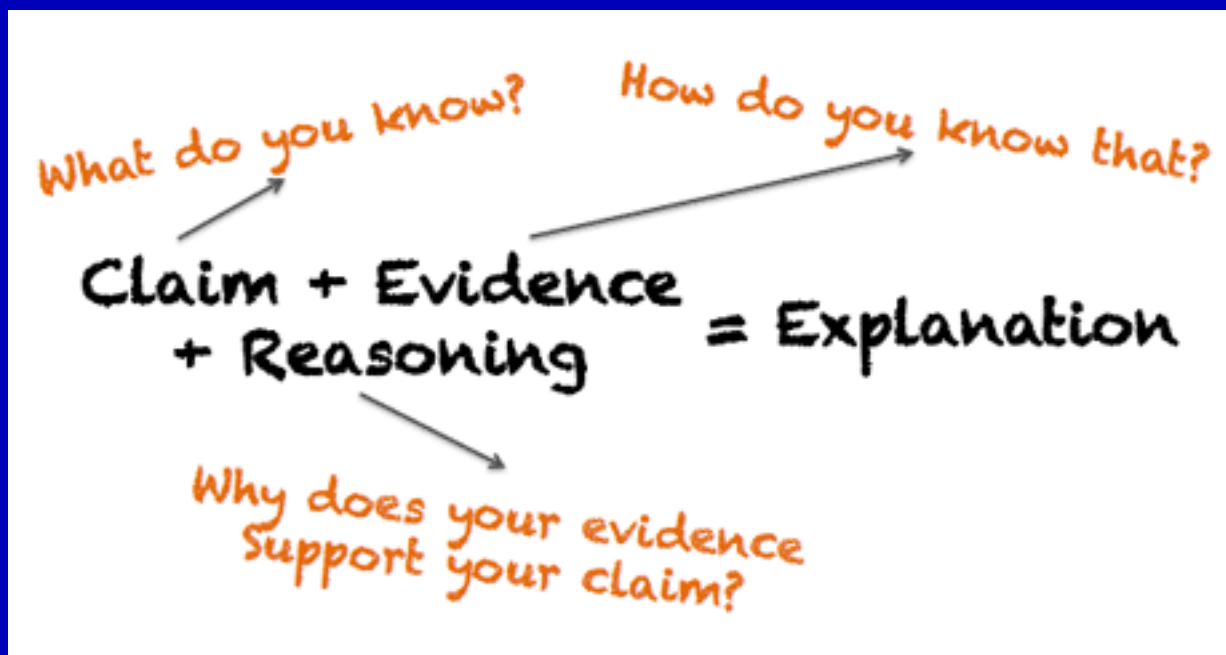 What do you know?
How do you know that?
Claim + Evidence
+ Reasoning
= Explanation
Why does your evidence
Support your claim?